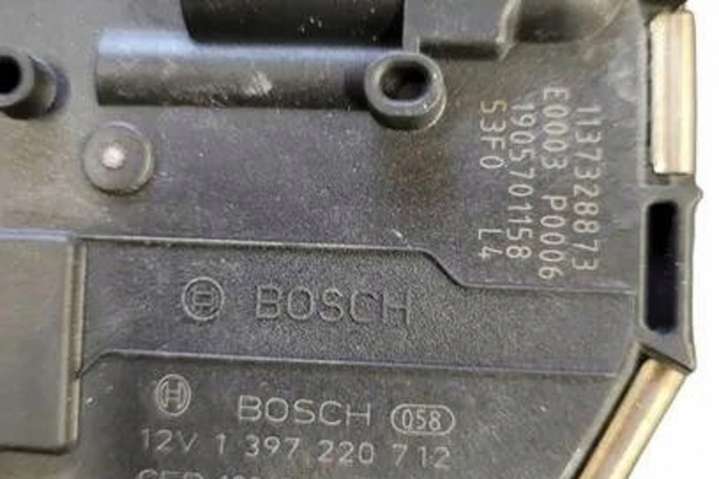 1137328873
E0003 P0006
1905701158
S3F0 L4
BOSCH
BOSCH 058
12V 1 397 220 712